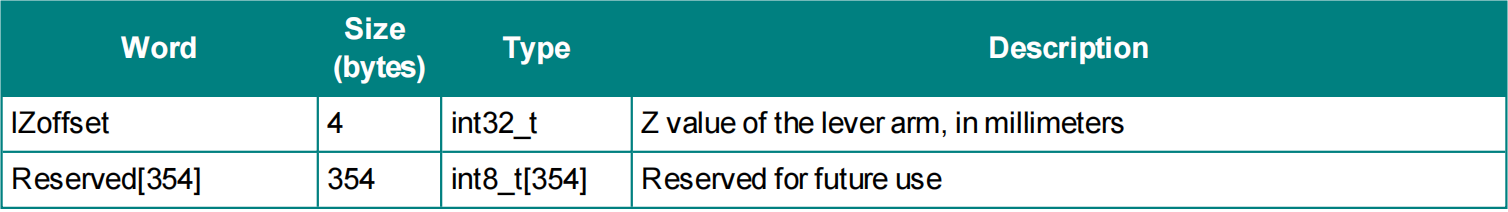 Word Size (bytes) Type Description
lZoffset 4 int32_t Z value of the lever arm, in millimeters
Reserved[354] 354 int8_t[354] Reserved for future use